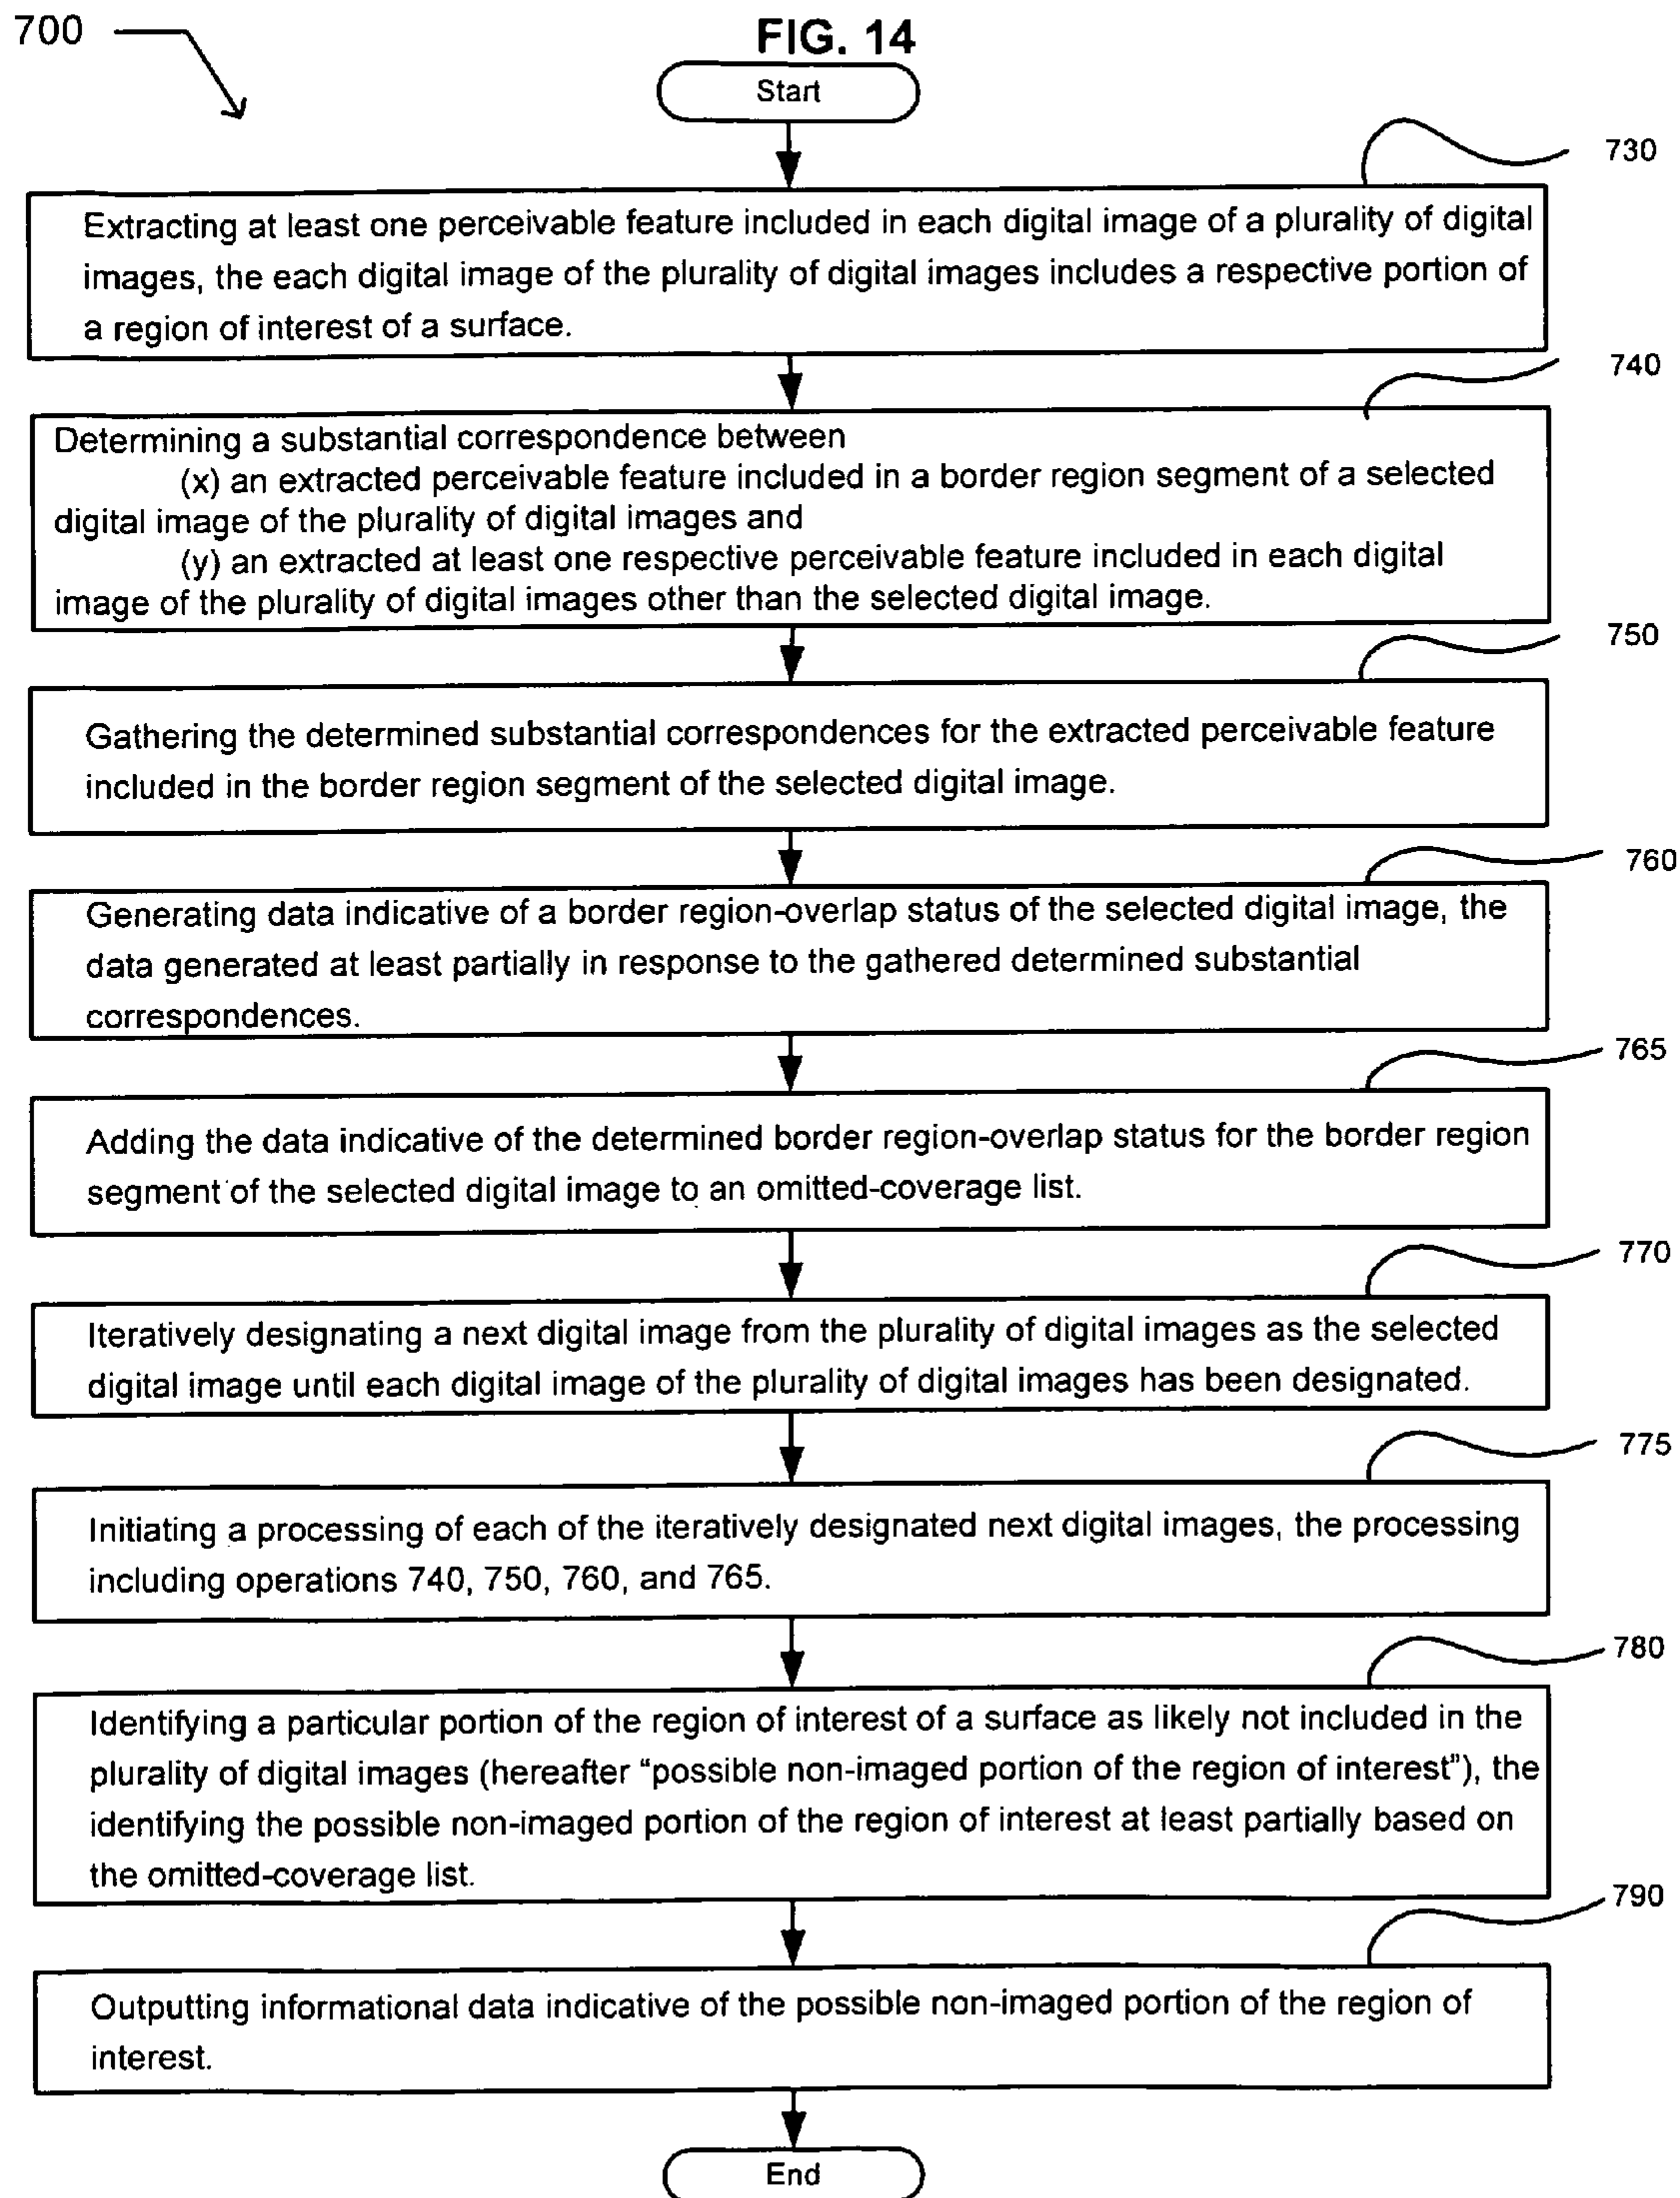 700
FIG. 14
Start
730
Extracting at least one perceivable feature included in each digital image of a plurality of digital
images, the each digital image of the plurality of digital images includes a respective portion of
a region of interest of a surface.
740
Determining a substantial correspondence between
(x) an extracted perceivable feature included in a border region segment of a selected
digital image of the plurality of digital images and
(y) an extracted at least one respective perceivable feature included in each digital
image of the plurality of digital images other than the selected digital image.
750
Gathering the determined substantial correspondences for the extracted perceivable feature
included in the border region segment of the selected digital image.
760
Generating data indicative of a border region-overlap status of the selected digital image, the
data generated at least partially in response to the gathered determined substantial
correspondences.
765
Adding the data indicative of the determined border region-overlap status for the border region
segment of the selected digital image to an omitted-coverage list.
770
Iteratively designating a next digital image from the plurality of digital images as the selected
digital image until each digital image of the plurality of digital images has been designated.
775
Initiating a processing of each of the iteratively designated next digital images, the processing
including operations 740, 750, 760, and 765.
780
Identifying a particular portion of the region of interest of a surface as likely not included in the
plurality of digital images (hereafter “possible non-imaged portion of the region of interest”), the
identifying the possible non-imaged portion of the region of interest at least partially based on
the omitted-coverage list.
790
Outputting informational data indicative of the possible non-imaged portion of the region of
interest.
End